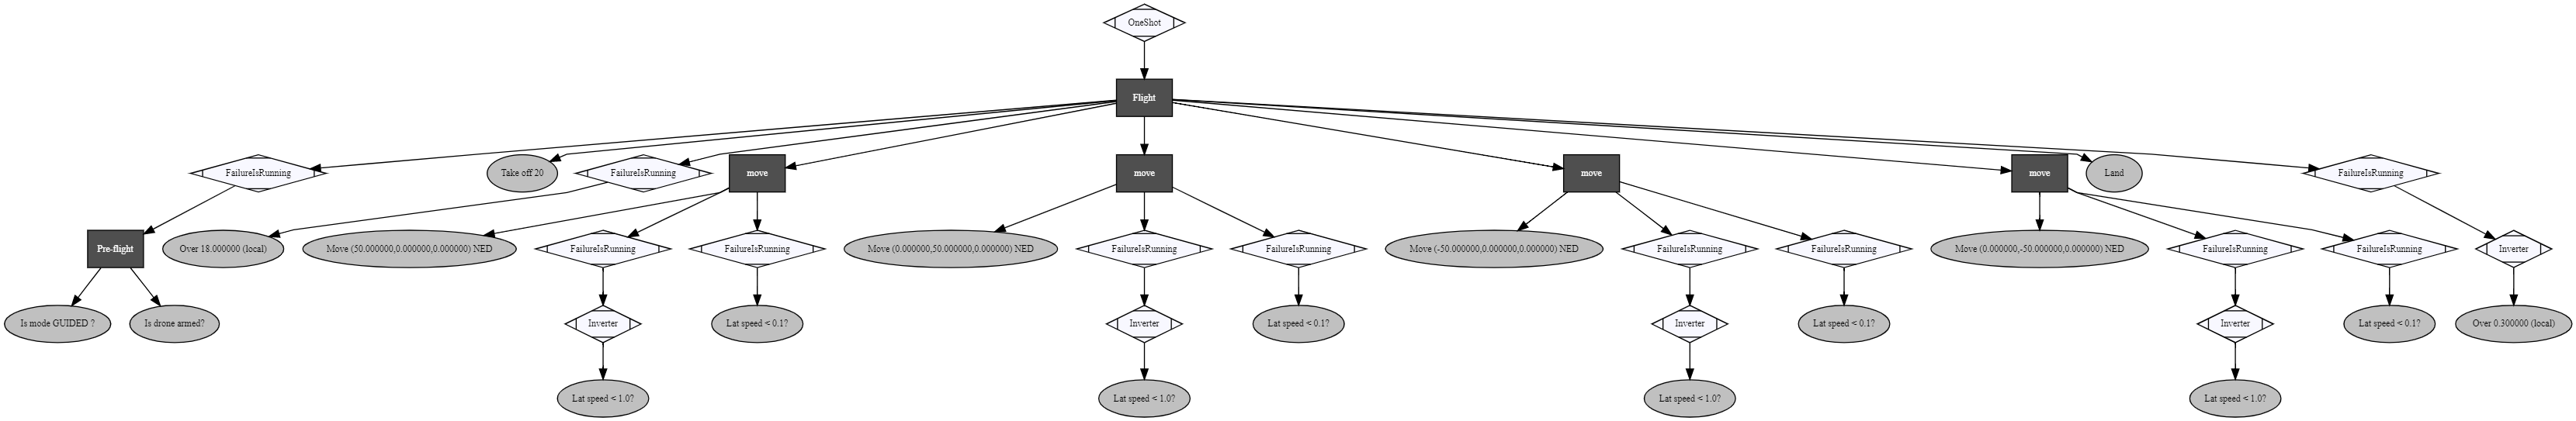 OneShot
Flight
FailureIsRunning
Take off 20
FailureIsRunning
move
move
move
move
Land
FailureIsRunning
Pre-flight
Over 18.000000 (local)
Move (50.000000,0.000000,0.000000) NED
FailureIsRunning
FailureIsRunning
Move (0.000000,50.000000,0.000000) NED
FailureIsRunning
FailureIsRunning
Move (-50.000000,0.000000,0.000000) NED
FailureIsRunning
FailureIsRunning
Move (0.000000,-50.000000,0.000000) NED
FailureIsRunning
FailureIsRunning
Inverter
Is mode GUIDED ?
Is drone armed?
Inverter
Lat speed < 0.1?
Inverter
Lat speed < 0.1?
Inverter
Lat speed < 0.1?
Inverter
Lat speed < 0.1?
Over 0.300000 (local)
Lat speed < 1.0?
Lat speed < 1.0?
Lat speed < 1.0?
Lat speed < 1.0?